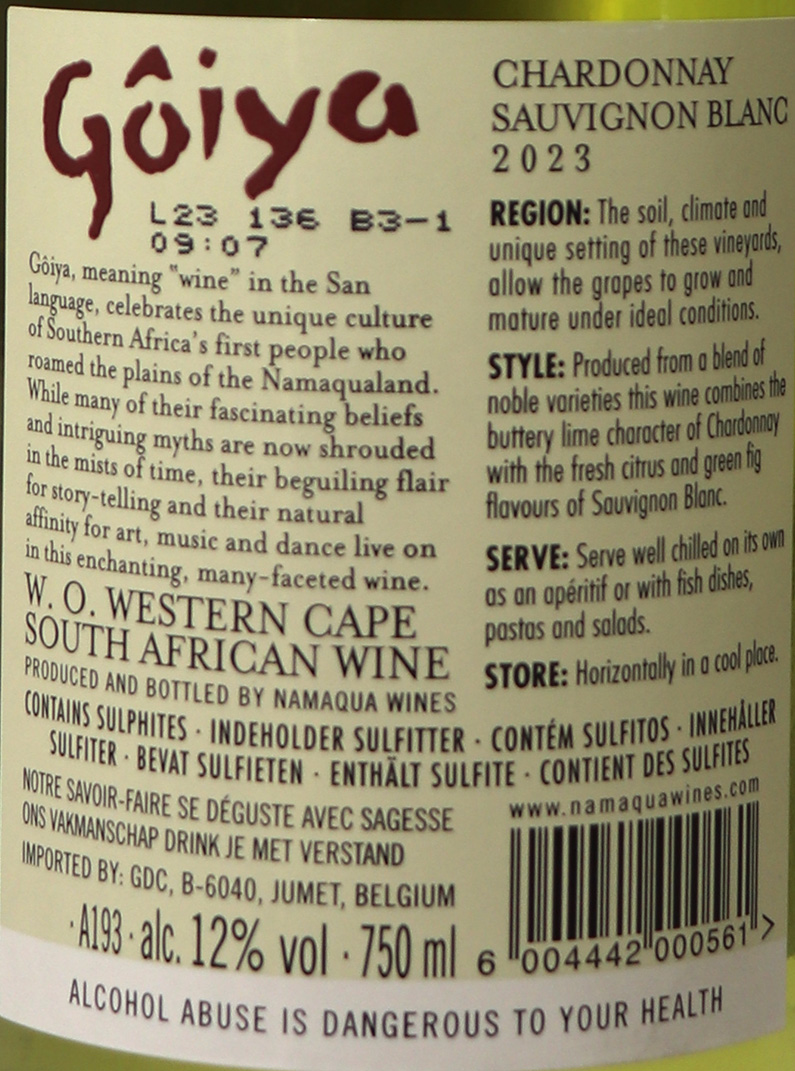 Gôiya
L23 136 B3-1
09:07
Gôiya, meaning "wine" in the San
language, celebrates the unique culture
of Southern Africa's first people who
roamed the plains of the Namaqualand.
While many of their fascinating beliefs
and intriguing myths are now shrouded
in the mists of time, their beguiling flair
for story-telling and their natural
affinity for art, music and dance live on
in this enchanting, many-faceted wine.
W. O. WESTERN CAPE
SOUTH AFRICAN WINE
PRODUCED AND BOTTLED BY NAMAQUA WINES
CHARDONNAY
SAUVIGNON BLANC
2023
REGION: The soil, climate and
unique setting of these vineyards,
allow the grapes to grow and
mature under ideal conditions.
STYLE: Produced from a blend of
noble varieties this wine combines the
buttery lime character of Chardonnay
with the fresh citrus and green fig
flavours of Sauvignon Blanc.
SERVE: Serve well chilled on its own
as an apéritif or with fish dishes,
pastas and salads.
STORE: Horizontally in a cool place.
CONTAINS SULPHITES · INDEHOLDER SULFITTER · CONTÉM SULFITOS · INNEHÅLLER
SULFITER · BEVAT SULFIETEN · ENTHÄLT SULFITE · CONTIENT DES SULFITES
NOTRE SAVOIR-FAIRE SE DÉGUSTE AVEC SAGESSE
ONS VAKMANSCHAP DRINK JE MET VERSTAND
IMPORTED BY: GDC, B-6040, JUMET, BELGIUM
· A193 · alc. 12% vol · 750 ml
www.namaquawines.com
6 004442 000561 >
ALCOHOL ABUSE IS DANGEROUS TO YOUR HEALTH